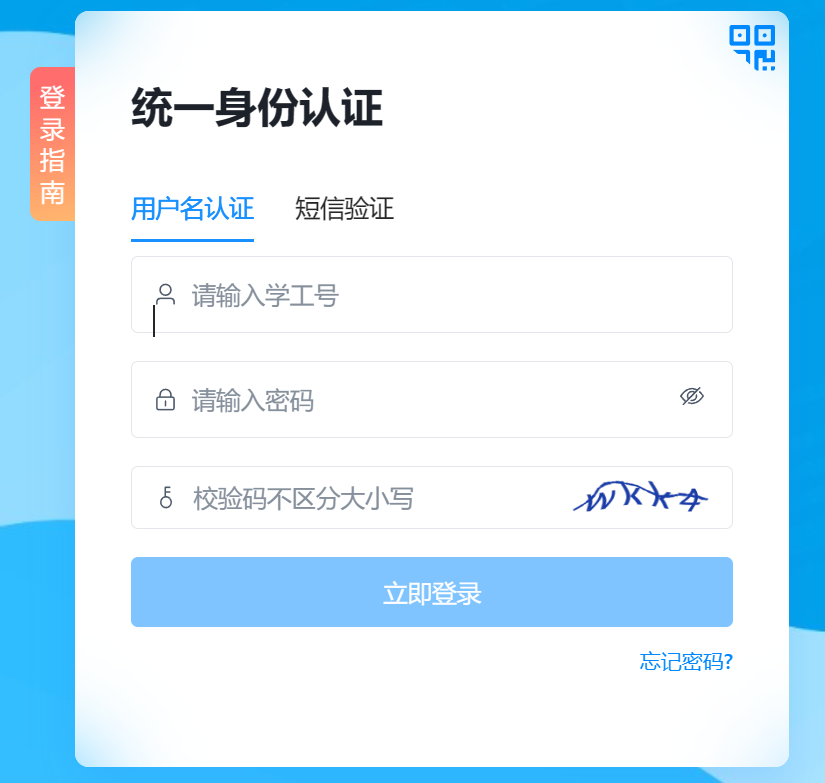 登录指南
统一身份认证
用户名认证 短信验证
请输入学工号
请输入密码
校验码不区分大小写
立即登录
忘记密码?